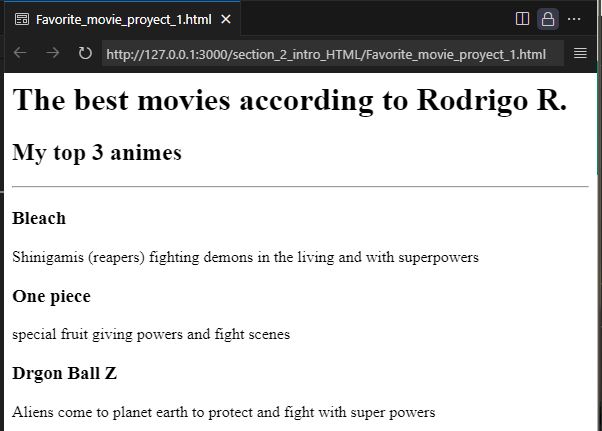 Favorite_movie_proyect_1.html
http://127.0.0.1:3000/section_2_intro_HTML/Favorite_movie_proyect_1.html
The best movies according to Rodrigo R.
My top 3 animes
Bleach
Shinigamis (reapers) fighting demons in the living and with superpowers
One piece
special fruit giving powers and fight scenes
Drgon Ball Z
Aliens come to planet earth to protect and fight with super powers